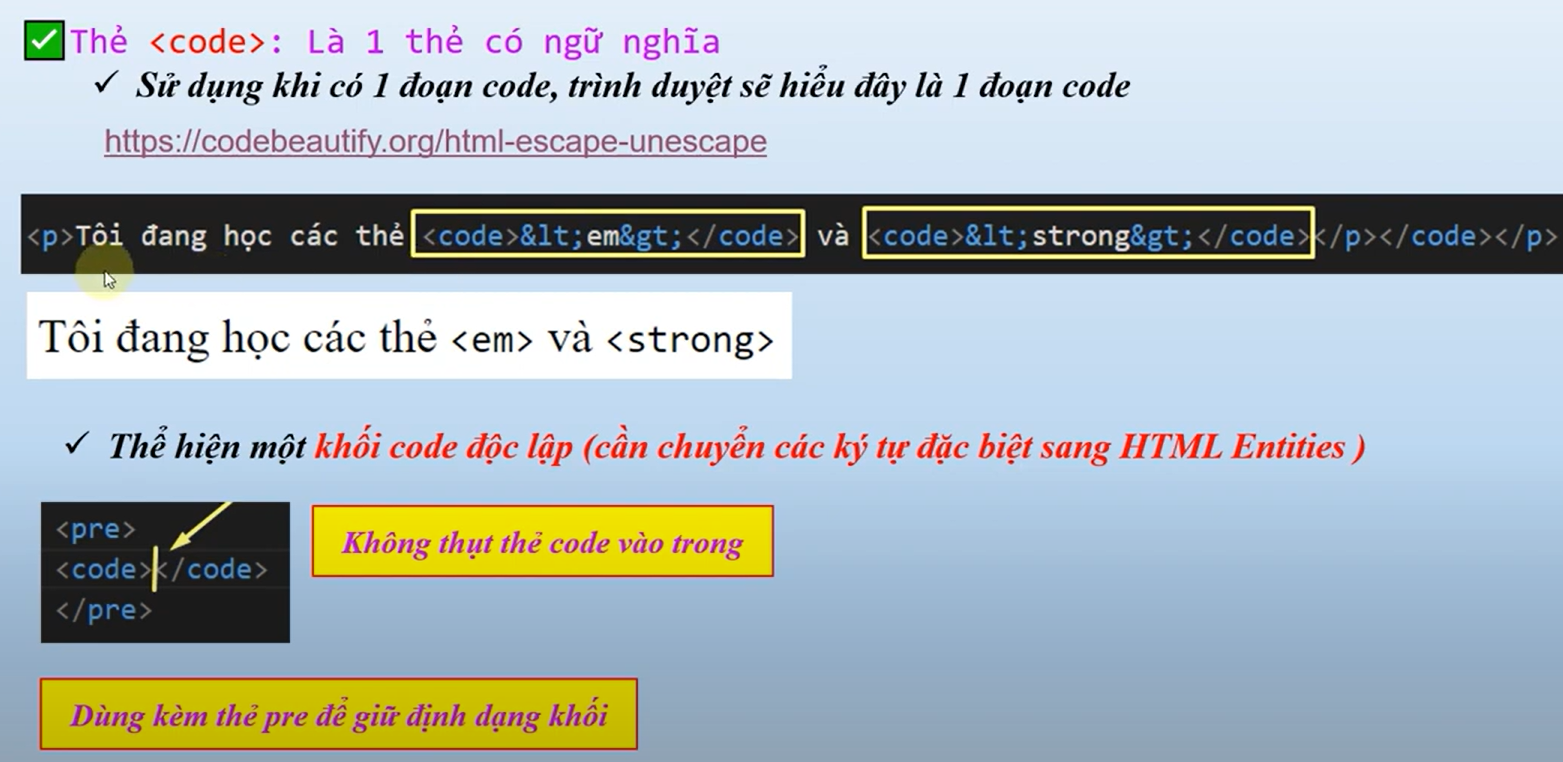 Thẻ <code>: Là 1 thẻ có ngữ nghĩa
✓ Sử dụng khi có 1 đoạn code, trình duyệt sẽ hiểu đây là 1 đoạn code
https://codebeautify.org/html-escape-unescape
<p>Tôi đang học các thẻ <code>&lt;em&gt;</code> và <code>&lt;strong&gt;</code></p></code></p>
Tôi đang học các thẻ <em> và <strong>
✓ Thể hiện một khối code độc lập (cần chuyển các ký tự đặc biệt sang HTML Entities )
<pre>
<code></code>
</pre>
Không thụt thẻ code vào trong
Dùng kèm thẻ pre để giữ định dạng khối